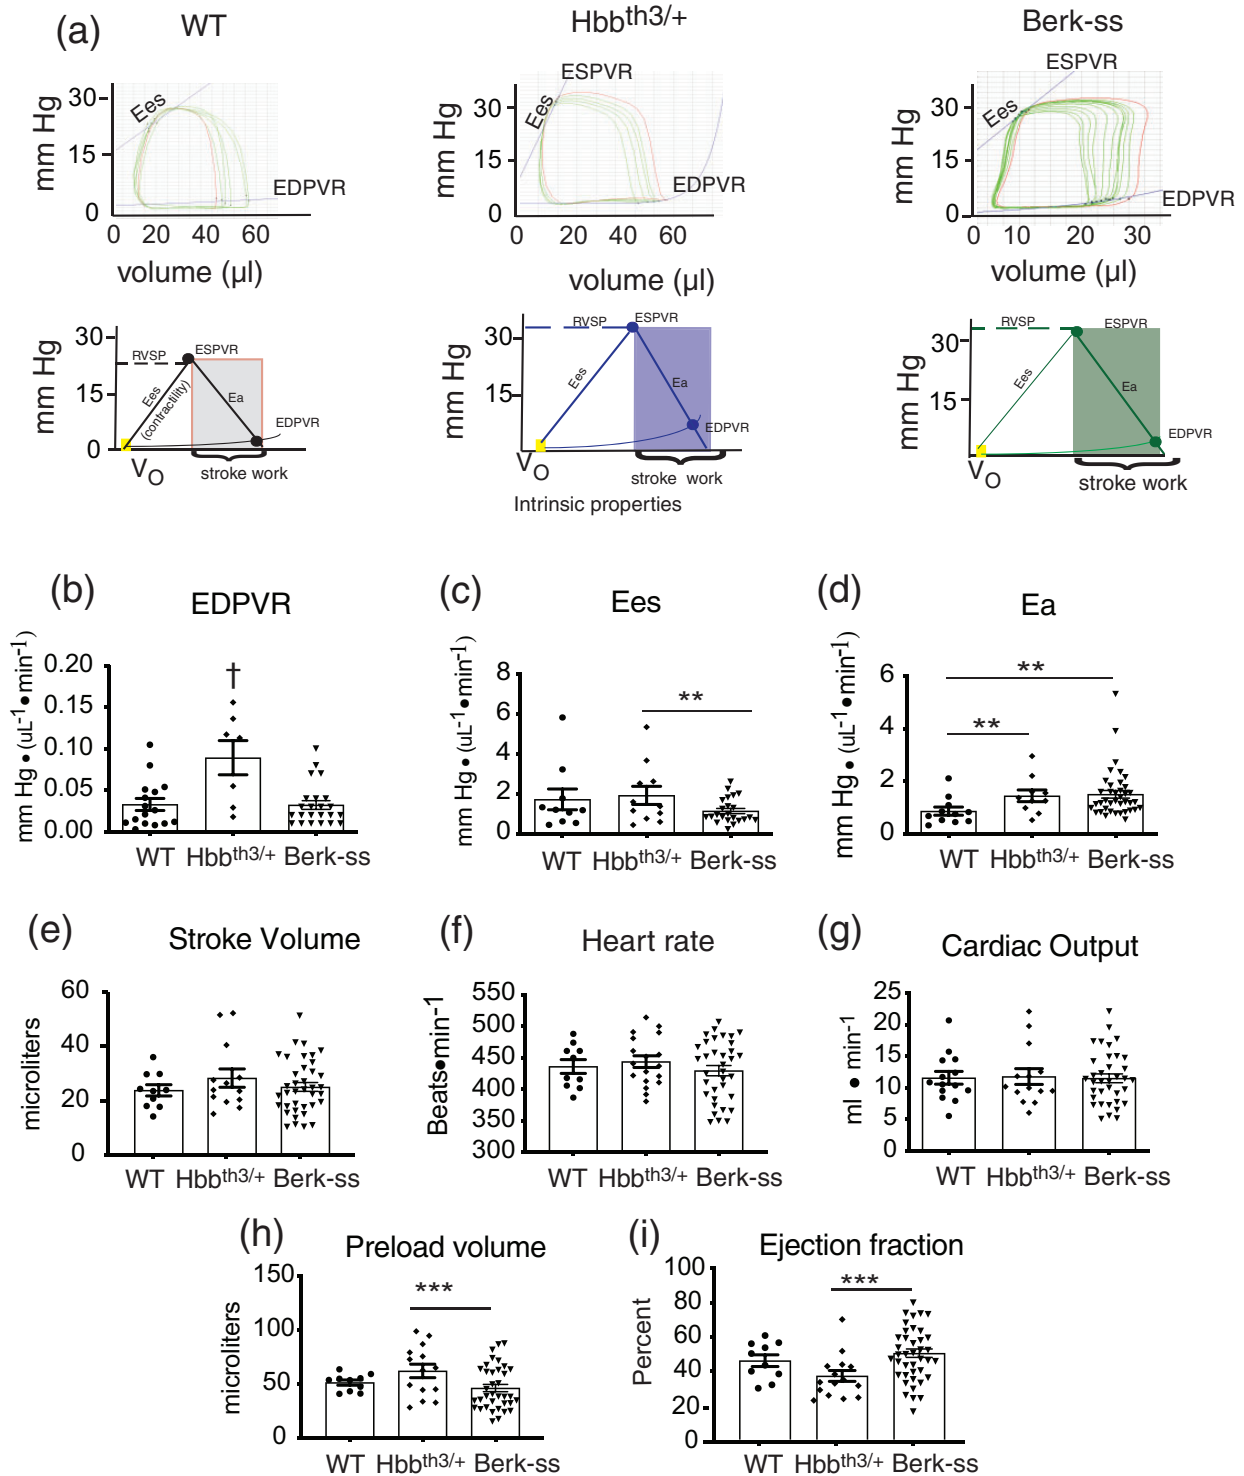 (a)
WT
Hbbth3/+
Berk-ss
mm Hg
30
15
0
Ees
EDPVR
0 20 40 60
volume (µl)
mm Hg
30
15
0
ESPVR
Ees
EDPVR
0 20 40 60
volume (µl)
mm Hg
30
15
0
ESPVR
Ees
EDPVR
0 10 20 30
volume (µl)
mm Hg
30
15
0
RVSP
ESPVR
Ees
(contractility)
Ea
EDPVR
VO
stroke work
mm Hg
30
15
0
RVSP
ESPVR
Ees
Ea
EDPVR
VO
stroke work
Intrinsic properties
mm Hg
30
15
0
RVSP
ESPVR
Ees
Ea
EDPVR
VO
stroke work
(b)
EDPVR
mm Hg●(uL-1●min-1)
0.20
0.15
0.10
0.05
0.00
†
WT Hbbth3/+ Berk-ss
(c)
Ees
mm Hg●(uL-1●min-1)
8
6
4
2
0
**
WT Hbbth3/+ Berk-ss
(d)
Ea
mm Hg●(uL-1●min-1)
6
4
2
0
**
**
WT Hbbth3/+ Berk-ss
(e)
Stroke Volume
microliters
60
40
20
0
WT Hbbth3/+ Berk-ss
(f)
Heart rate
Beats●min-1
550
500
450
400
350
300
WT Hbbth3/+ Berk-ss
(g)
Cardiac Output
ml ● min-1
25
20
15
10
5
0
WT Hbbth3/+ Berk-ss
(h)
Preload volume
microliters
150
100
50
0
***
WT Hbbth3/+ Berk-ss
(i)
Ejection fraction
Percent
100
80
60
40
20
0
***
WT Hbbth3/+ Berk-ss